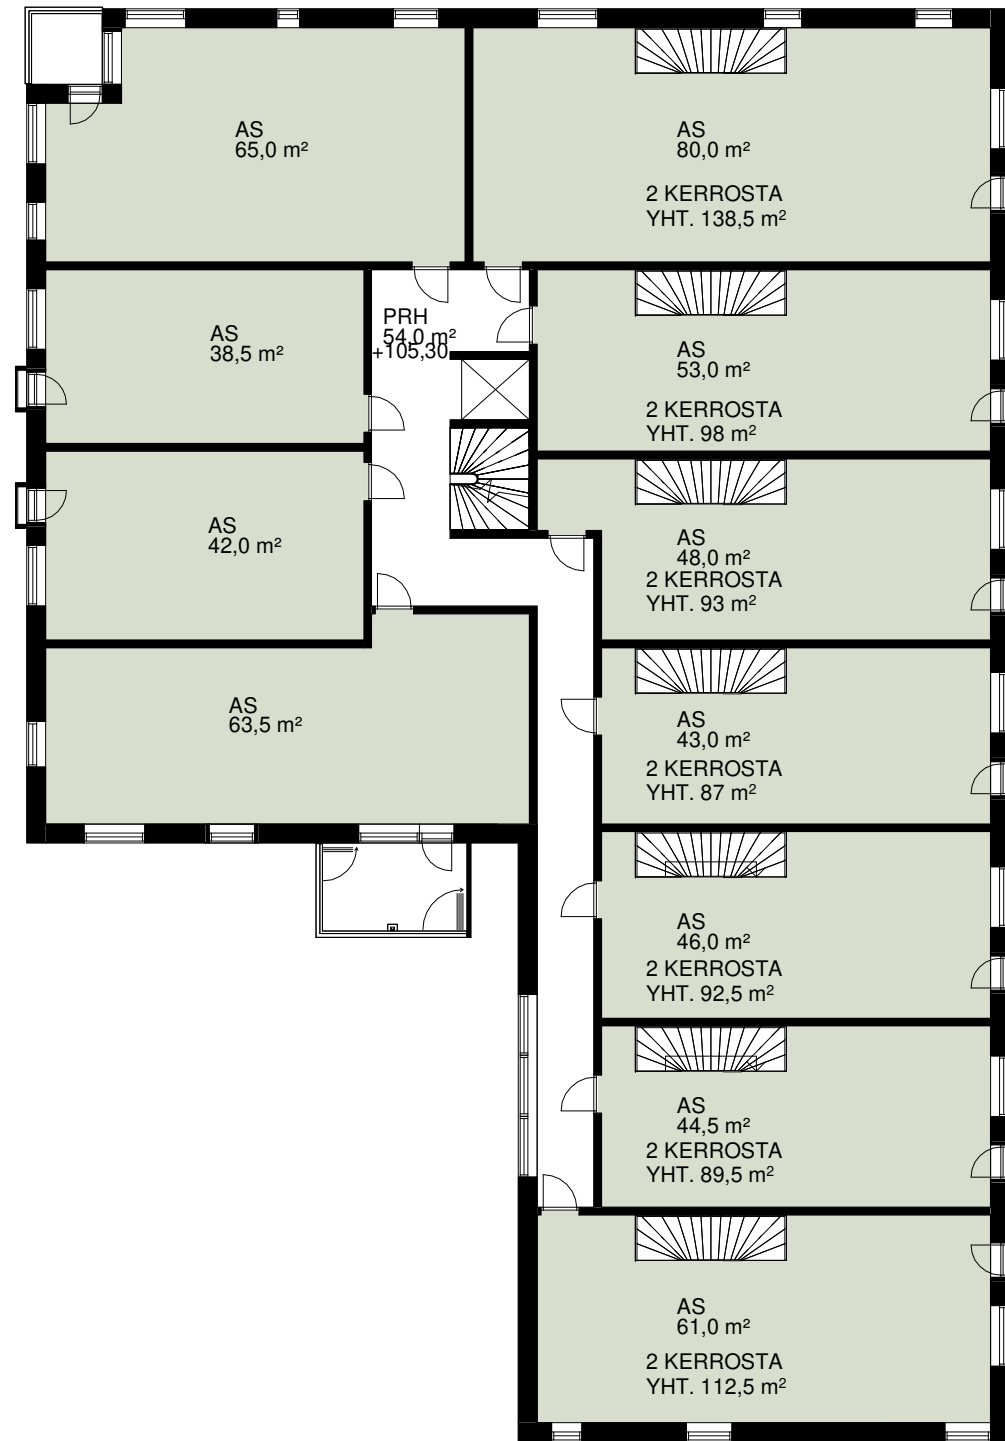 AS
65,0 m²
AS
80,0 m²
2 KERROSTA
YHT. 138,5 m²
AS
38,5 m²
PRH
54,0 m²
+105,30
AS
53,0 m²
2 KERROSTA
YHT. 98 m²
AS
42,0 m²
AS
48,0 m²
2 KERROSTA
YHT. 93 m²
AS
63,5 m²
AS
43,0 m²
2 KERROSTA
YHT. 87 m²
AS
46,0 m²
2 KERROSTA
YHT. 92,5 m²
AS
44,5 m²
2 KERROSTA
YHT. 89,5 m²
AS
61,0 m²
2 KERROSTA
YHT. 112,5 m²